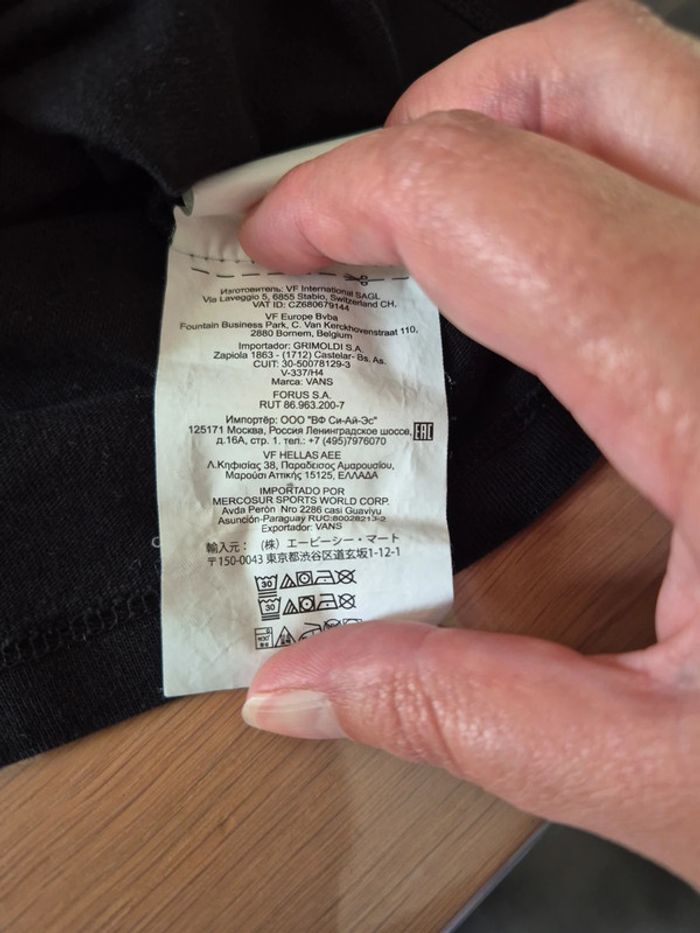 Изготовитель: VF International SAGL
Via Laveggio 5, 6855 Stabio, Switzerland CH,
VAT ID: CZ680679144
VF Europe Bvba
Fountain Business Park, C. Van Kerckhovenstraat 110,
2880 Bornem, Belgium
Importador: GRIMOLDI S.A.
Zapiola 1863 - (1712) Castelar- Bs. As.
CUIT: 30-50078129-3
V-337/H4
Marca: VANS
FORUS S.A.
RUT 86.963.200-7
Импортёр: ООО "ВФ Си-Ай-Эс"
125171 Москва, Россия Ленинградское шоссе,
д.16А, стр. 1. тел.: +7 (495)7976070
EAC
VF HELLAS AEE
Λ.Κηφισίας 38, Παραδεισος Αμαρουσίου,
Μαρούσι Αττικής 15125, ΕΛΛΑΔΑ
IMPORTADO POR
MERCOSUR SPORTS WORLD CORP.
Avda Perón Nro 2286 casi Guaviyu
Asunción-Paraguay RUC:80028213-2
Exportador: VANS
輸入元： （株）エービーシー・マート
〒150-0043 東京都渋谷区道玄坂1-12-1
30
30